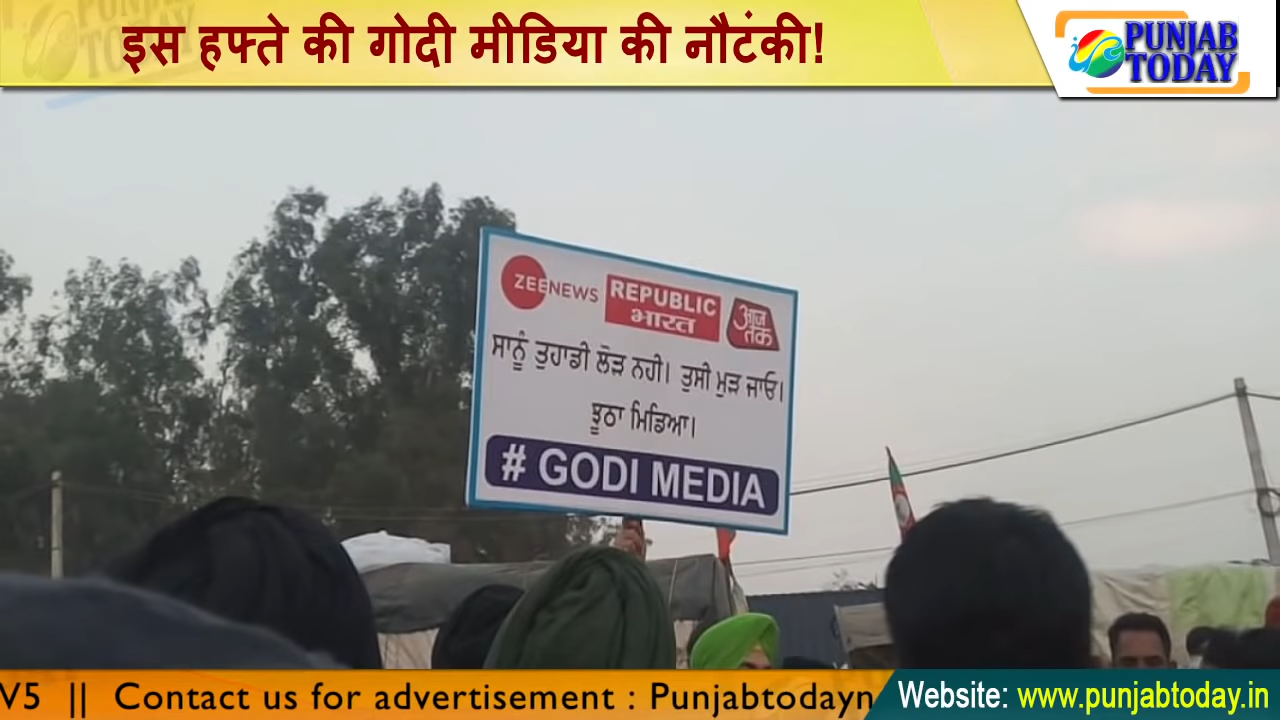 इस हफ्ते की गोदी मीडिया की नौटंकी!
PUNJAB
TODAY
ZEENEWS
REPUBLIC
भारत
आज
तक
ਸਾਨੂੰ ਤੁਹਾਡੀ ਲੋੜ ਨਹੀ। ਤੁਸੀ ਮੁੜ ਜਾਓ।
ਝੂਠਾ ਮਿਡਿਆ।
# GODI MEDIA
V5 || Contact us for advertisement : Punjabtodayn
Website: www.punjabtoday.in